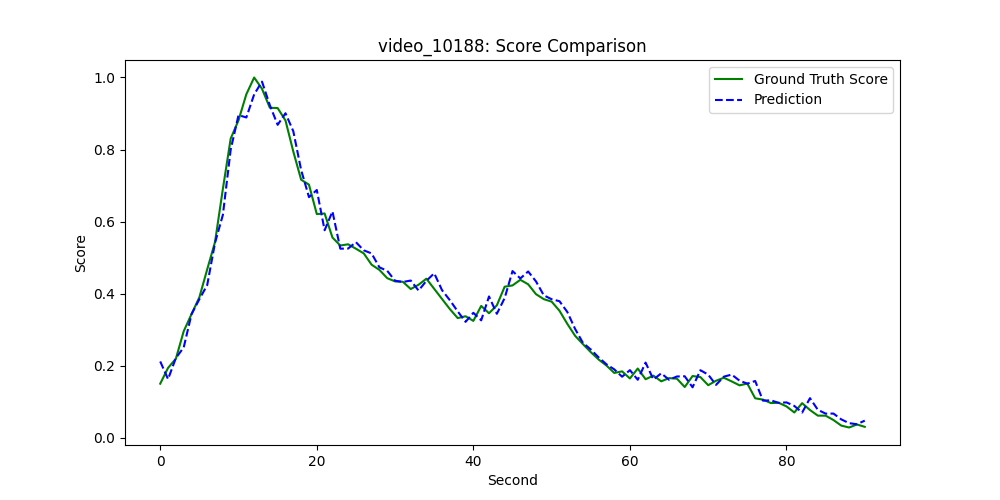 video_10188: Score Comparison
Ground Truth Score
Prediction
1.0
0.8
0.6
0.4
0.2
0.0
Score
0 20 40 60 80
Second